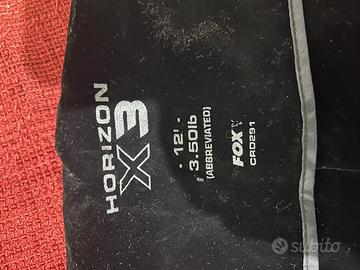 HORIZON
X3
- 12' -
3.50lb
(ABBREVIATED)
FOX
CRD291
subito